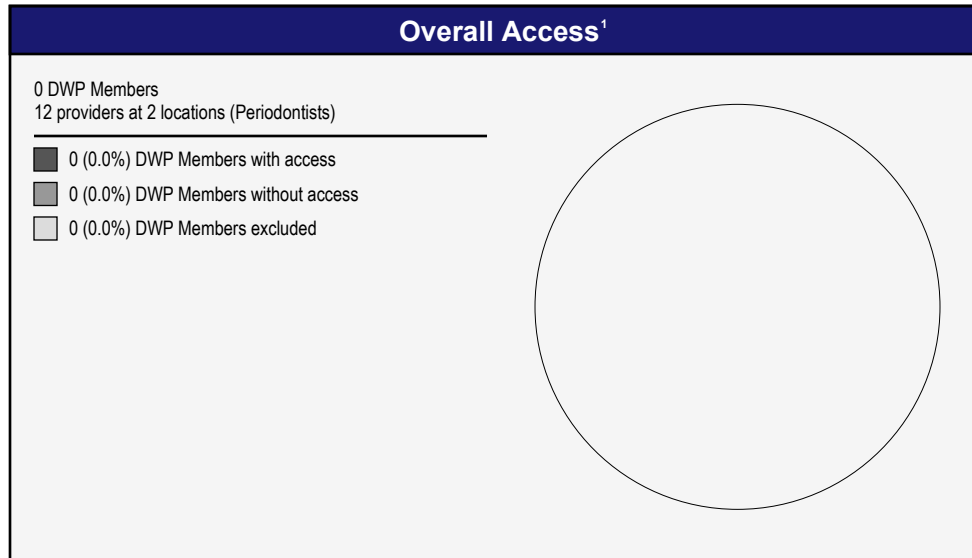 Overall Access¹
0 DWP Members
12 providers at 2 locations (Periodontists)
0 (0.0%) DWP Members with access
0 (0.0%) DWP Members without access
0 (0.0%) DWP Members excluded